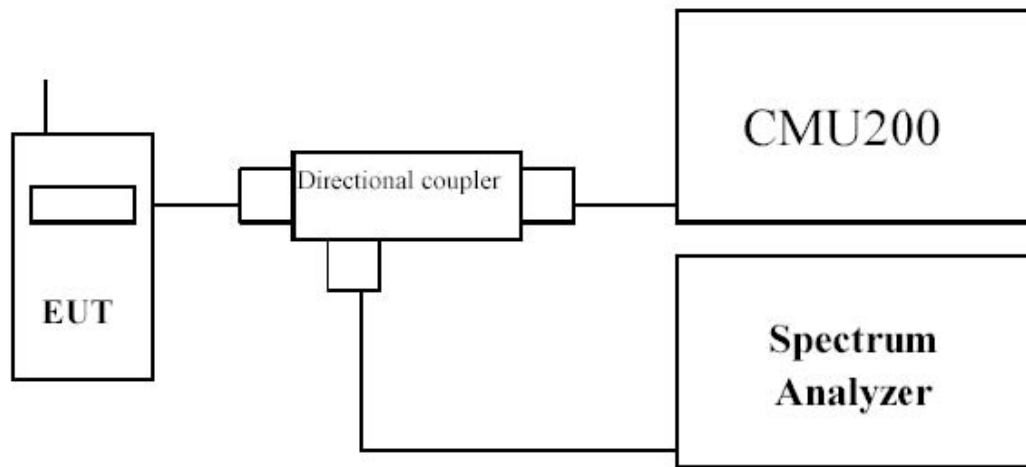 CMU200
Directional coupler
EUT
Spectrum
Analyzer